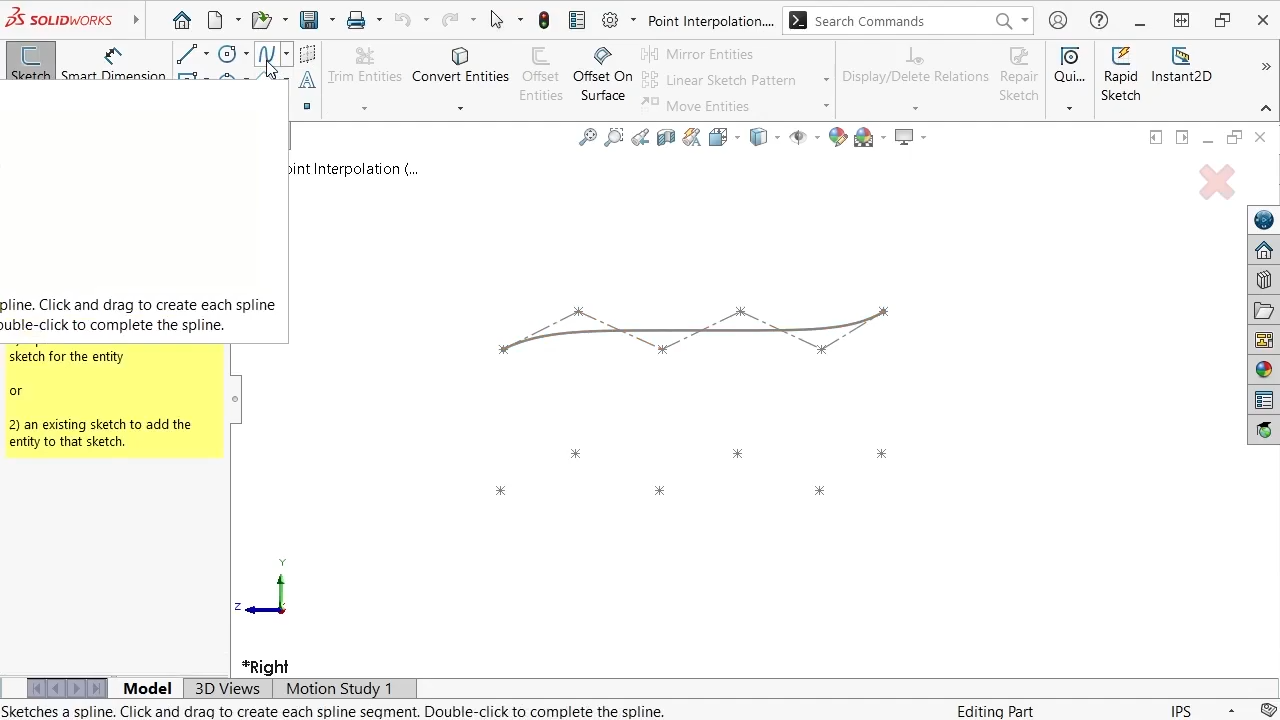 SOLIDWORKS
Point Interpolation....
Search Commands
Sketch
Smart Dimension
Trim Entities
Convert Entities
Offset
Entities
Offset On
Surface
Mirror Entities
Linear Sketch Pattern
Move Entities
Display/Delete Relations
Repair
Sketch
Qui...
Rapid
Sketch
Instant2D
oint Interpolation (...
pline. Click and drag to create each spline
ouble-click to complete the spline.
sketch for the entity
or
2) an existing sketch to add the
entity to that sketch.
Y
Z
*Right
Model
3D Views
Motion Study 1
Sketches a spline. Click and drag to create each spline segment. Double-click to complete the spline.
Editing Part
IPS